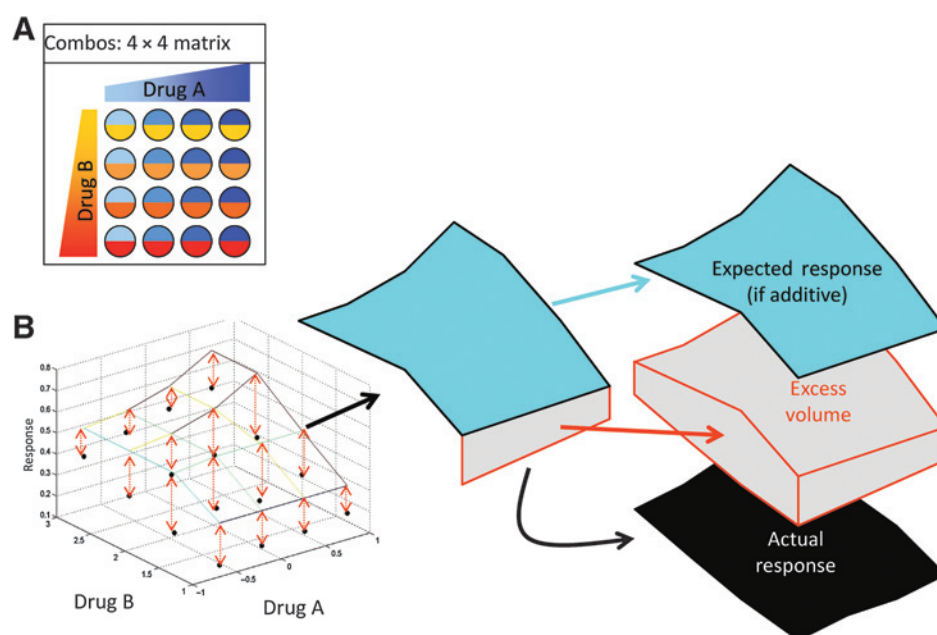 A
Combos: 4 × 4 matrix
Drug A
Drug B
B
Response
0.8
0.7
0.6
0.5
0.4
0.3
0.2
0.1
3
2.5
2
1.5
1
−1
−0.5
0
0.5
1
Drug B
Drug A
Expected response
(if additive)
Excess
volume
Actual
response